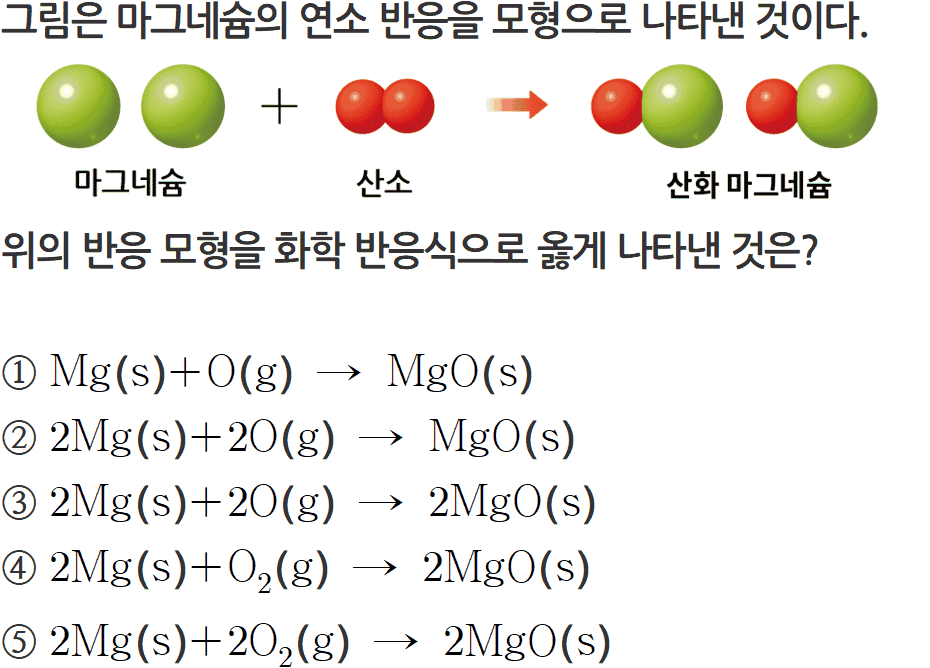 그림은 마그네슘의 연소 반응을 모형으로 나타낸 것이다.
+
마그네슘 산소 산화 마그네슘
위의 반응 모형을 화학 반응식으로 옳게 나타낸 것은?
① Mg(s)+O(g) → MgO(s)
② 2Mg(s)+2O(g) → MgO(s)
③ 2Mg(s)+2O(g) → 2MgO(s)
④ 2Mg(s)+O₂(g) → 2MgO(s)
⑤ 2Mg(s)+2O₂(g) → 2MgO(s)